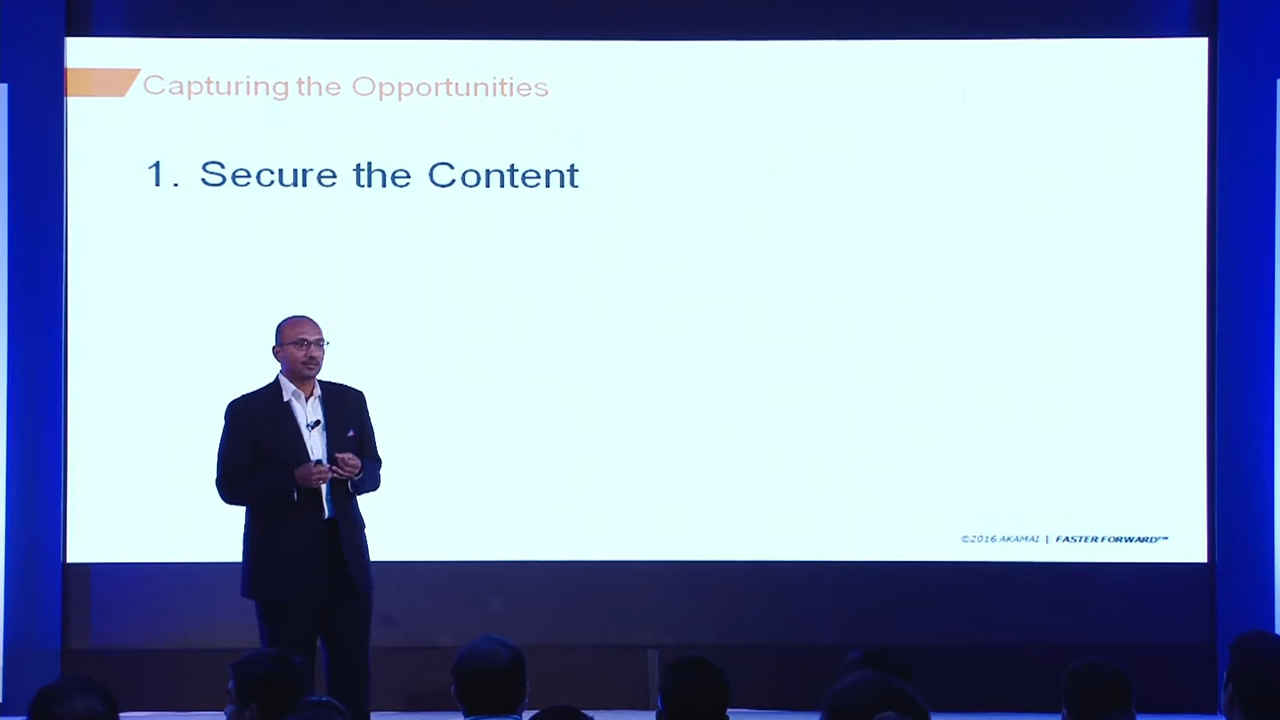 Capturing the Opportunities
1. Secure the Content
©2016 AKAMAI | FASTER FORWARD™